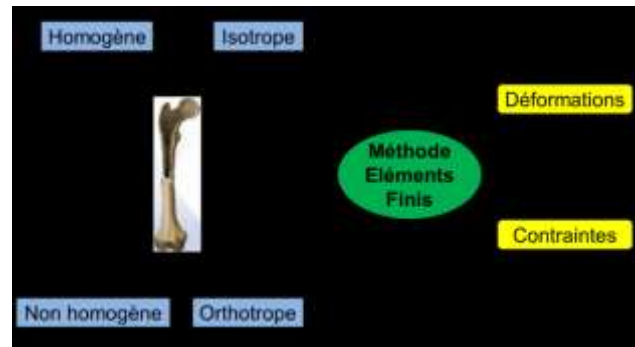 Homogène
Isotrope
Déformations
Méthode
Eléments
Finis
Contraintes
Non homogène
Orthotrope